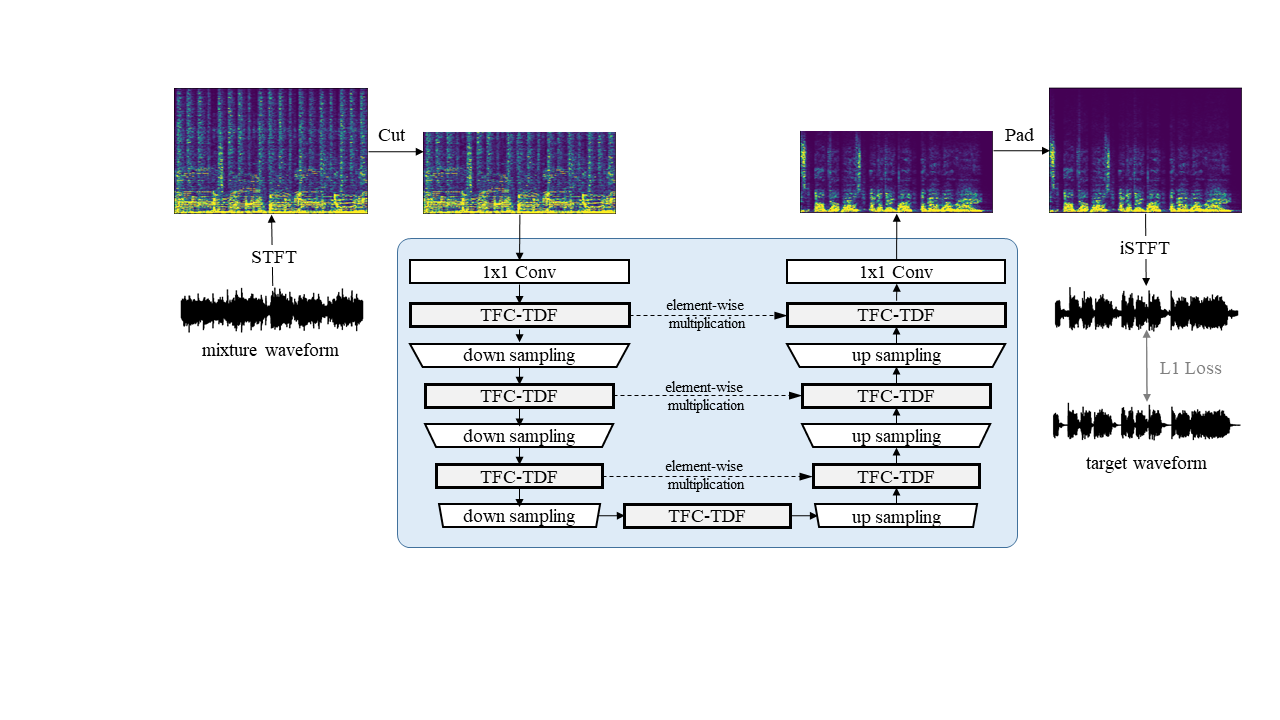 Cut
Pad
STFT
iSTFT
mixture waveform
1x1 Conv
1x1 Conv
TFC-TDF
element-wise
multiplication
TFC-TDF
down sampling
up sampling
L1 Loss
TFC-TDF
element-wise
multiplication
TFC-TDF
down sampling
up sampling
target waveform
TFC-TDF
element-wise
multiplication
TFC-TDF
down sampling
TFC-TDF
up sampling